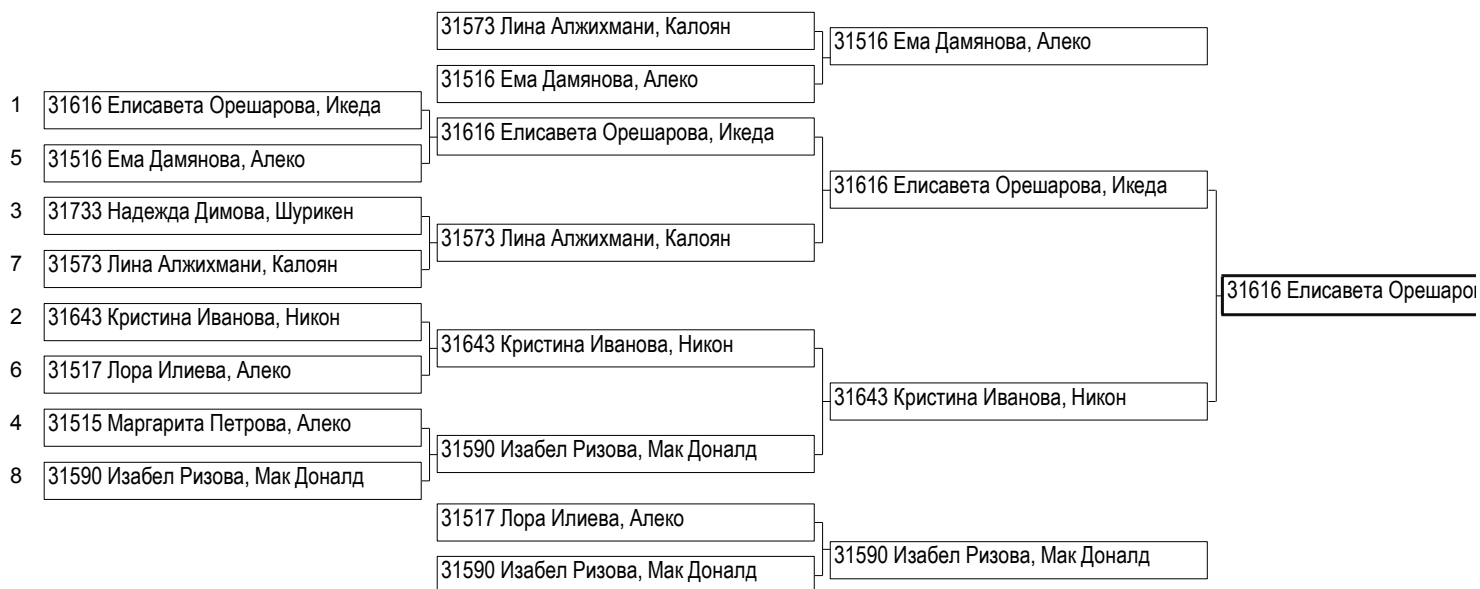 31573 Лина Алжихмани, Калоян
31516 Ема Дамянова, Алеко
31516 Ема Дамянова, Алеко
1 31616 Елисавета Орешарова, Икеда
31616 Елисавета Орешарова, Икеда
5 31516 Ема Дамянова, Алеко
31616 Елисавета Орешарова, Икеда
3 31733 Надежда Димова, Шурикен
31573 Лина Алжихмани, Калоян
7 31573 Лина Алжихмани, Калоян
31616 Елисавета Орешаров
2 31643 Кристина Иванова, Никон
31643 Кристина Иванова, Никон
6 31517 Лора Илиева, Алеко
31643 Кристина Иванова, Никон
4 31515 Маргарита Петрова, Алеко
31590 Изабел Ризова, Мак Доналд
8 31590 Изабел Ризова, Мак Доналд
31517 Лора Илиева, Алеко
31590 Изабел Ризова, Мак Доналд
31590 Изабел Ризова, Мак Доналд